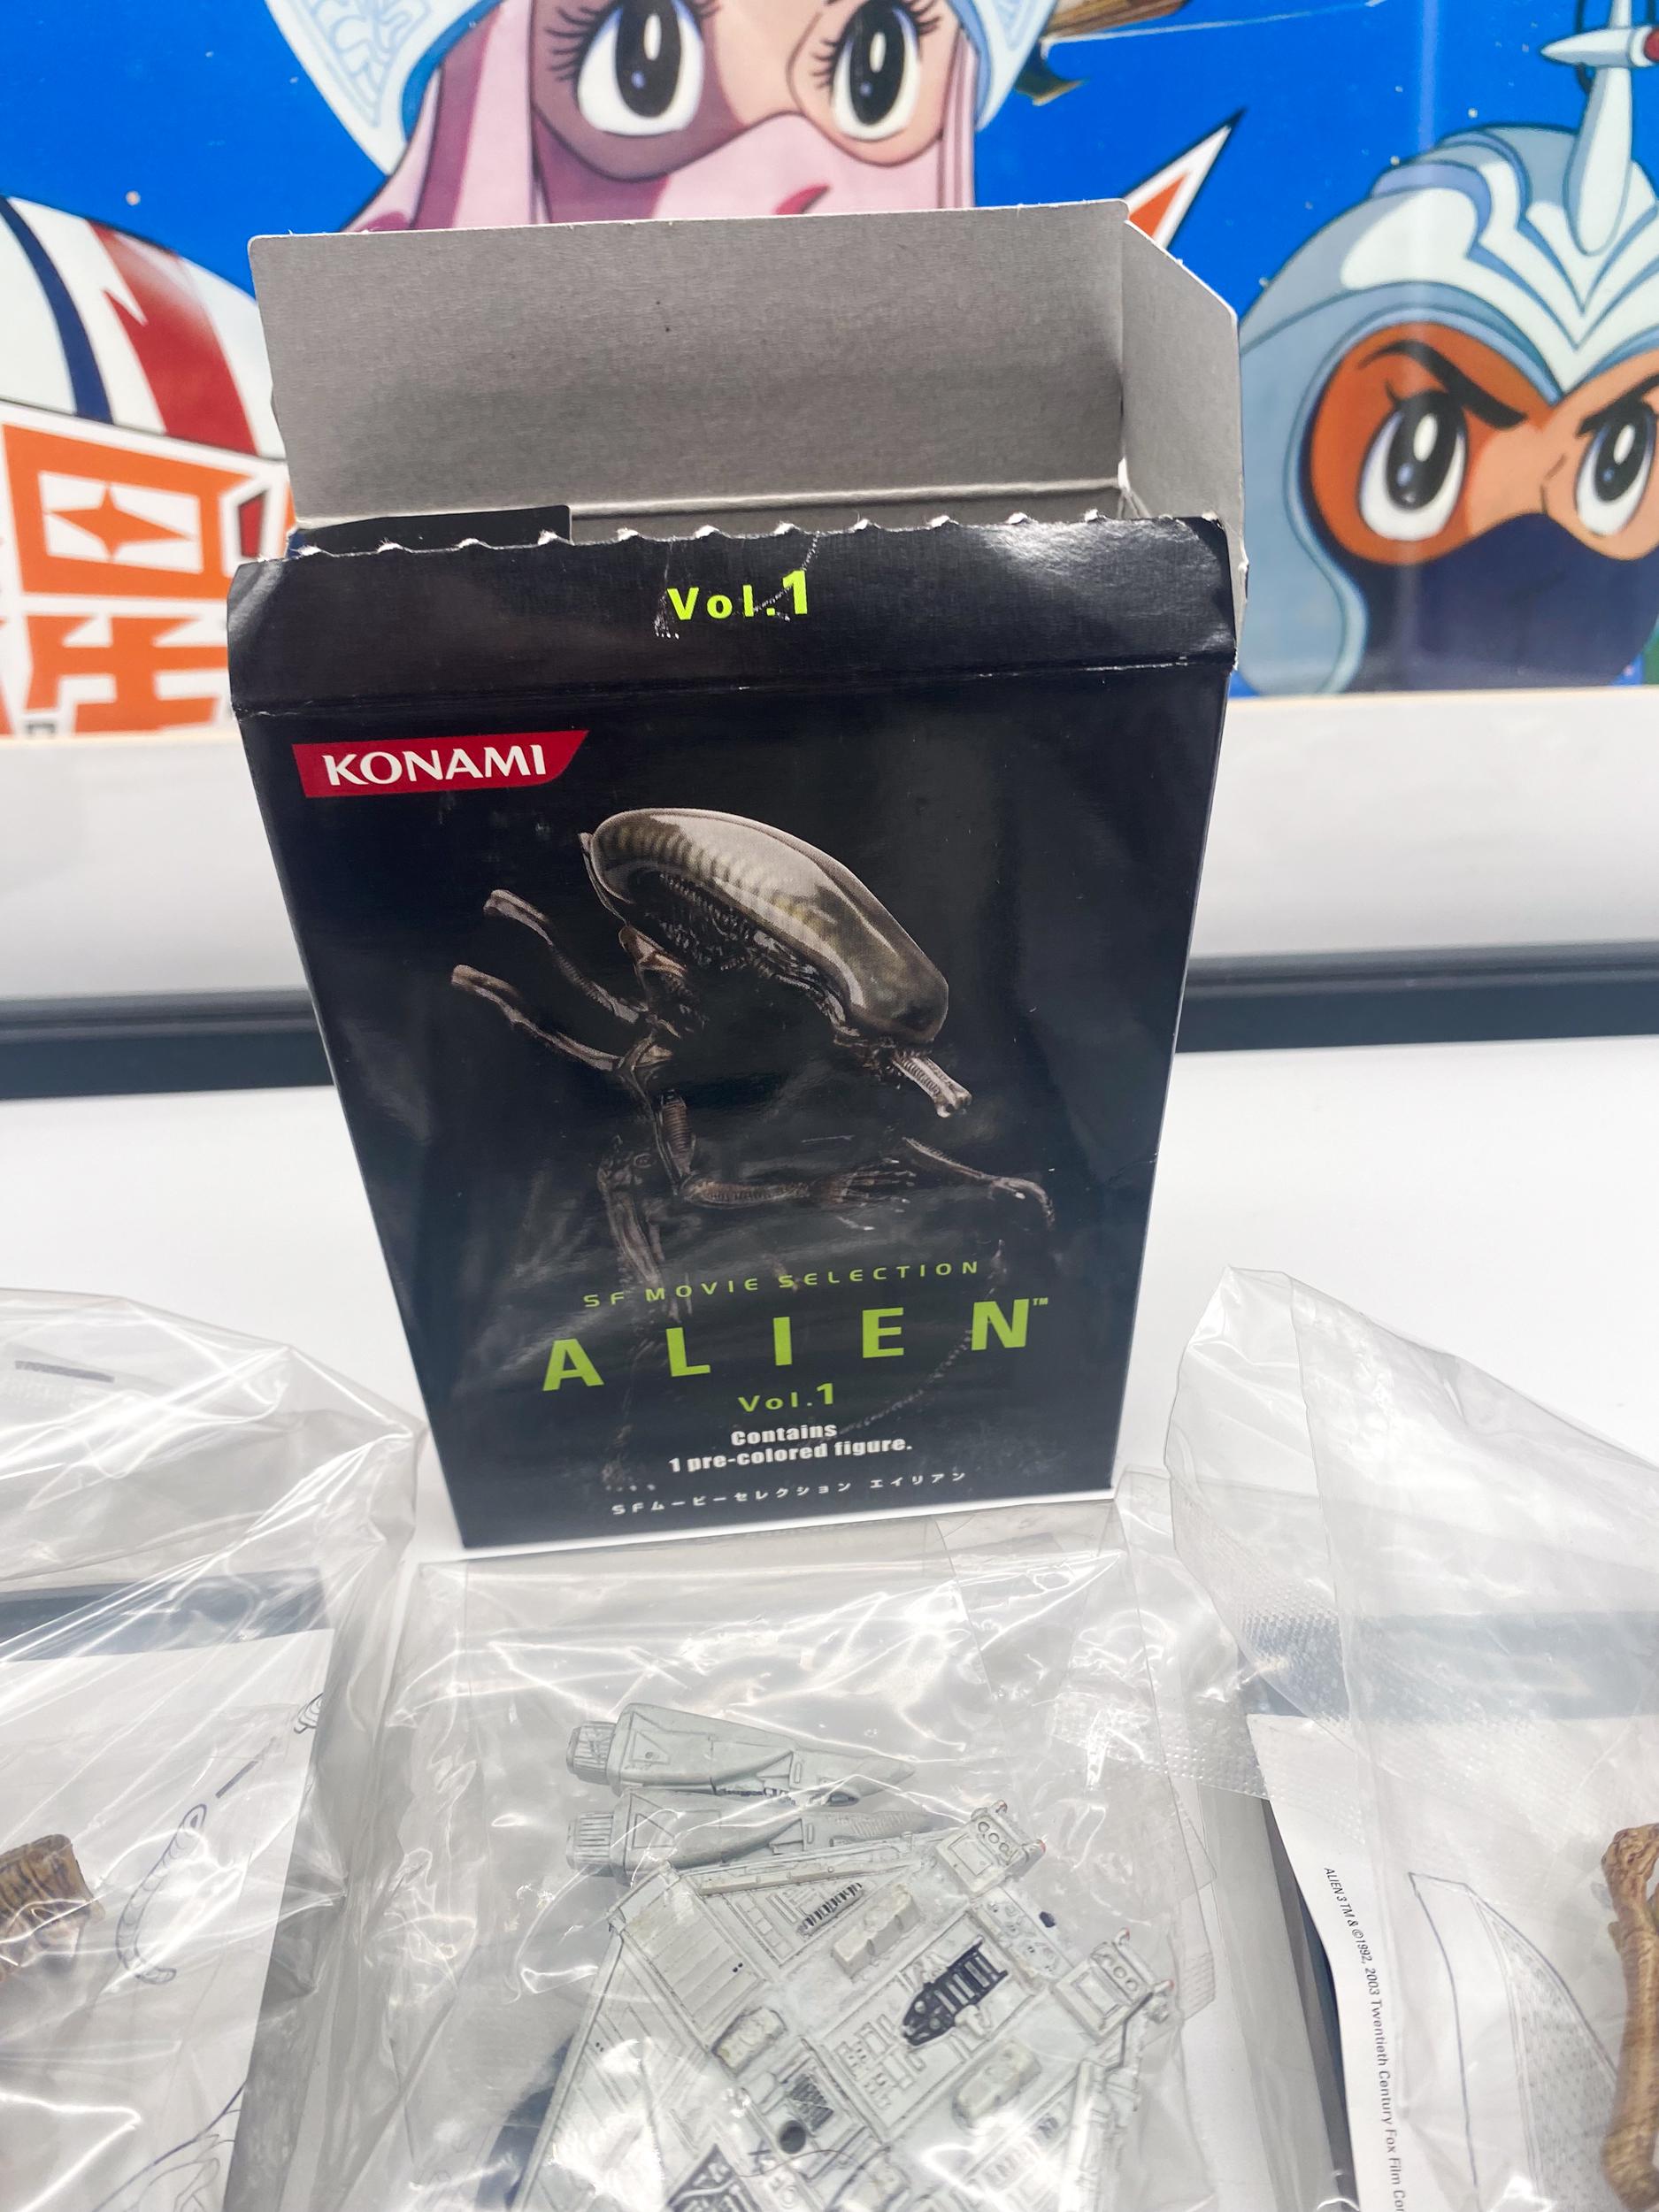 Vol.1
KONAMI
SF MOVIE SELECTION
ALIEN™
Vol.1
Contains
1 pre-colored figure.
SFムービーセレクション エイリアン
ALIEN 3 TM & ©1992, 2003 Twentieth Century Fox Film